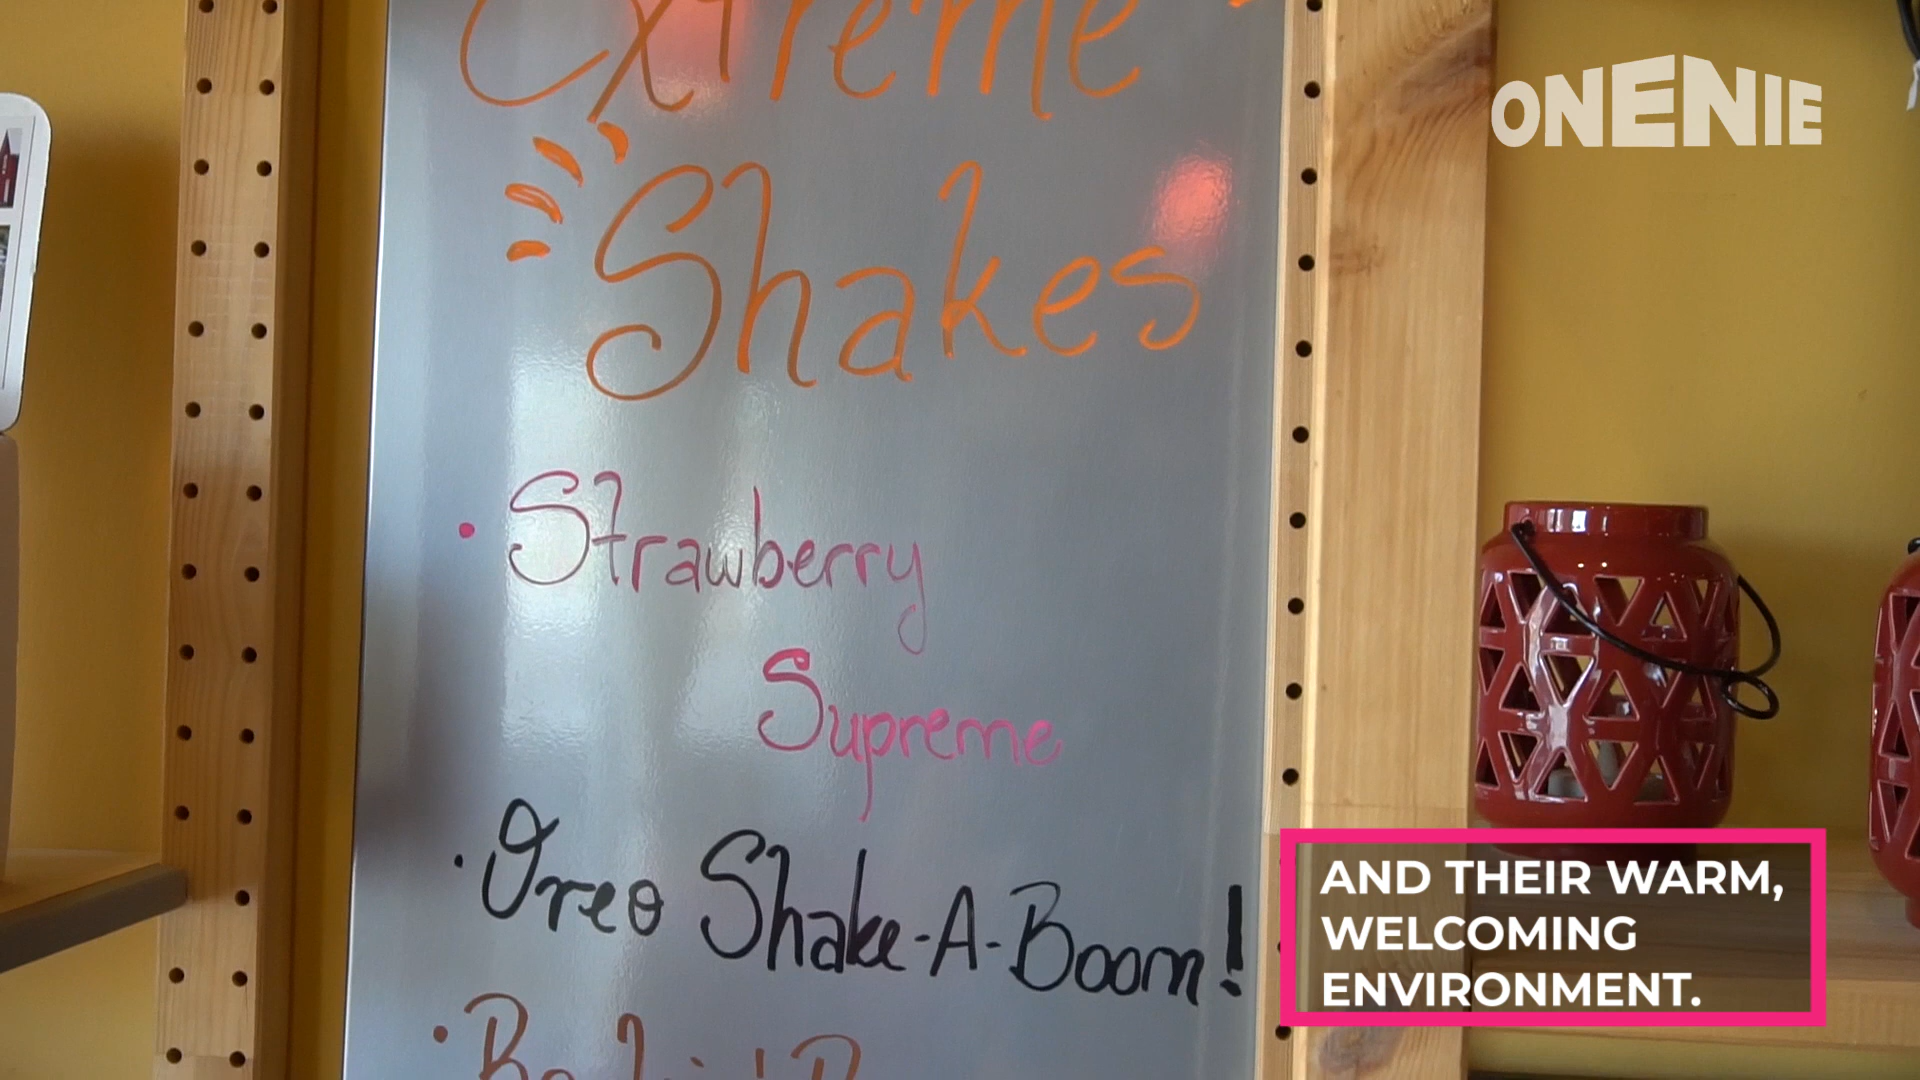 Extreme
Shakes
ONENIE
• Strawberry
Supreme
• Oreo Shake-A-Boom!
AND THEIR WARM,
WELCOMING
ENVIRONMENT.